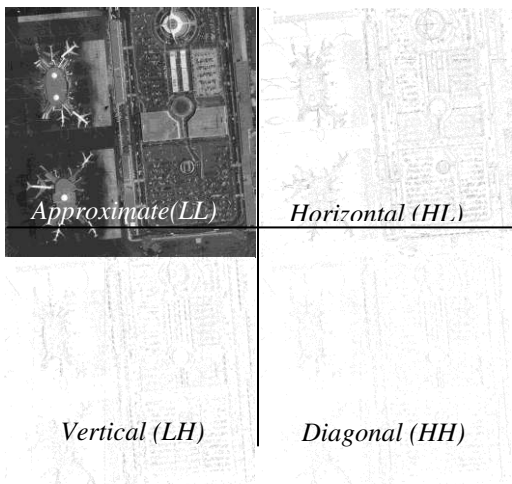 Approximate(LL)
Horizontal (HL)
Vertical (LH)
Diagonal (HH)